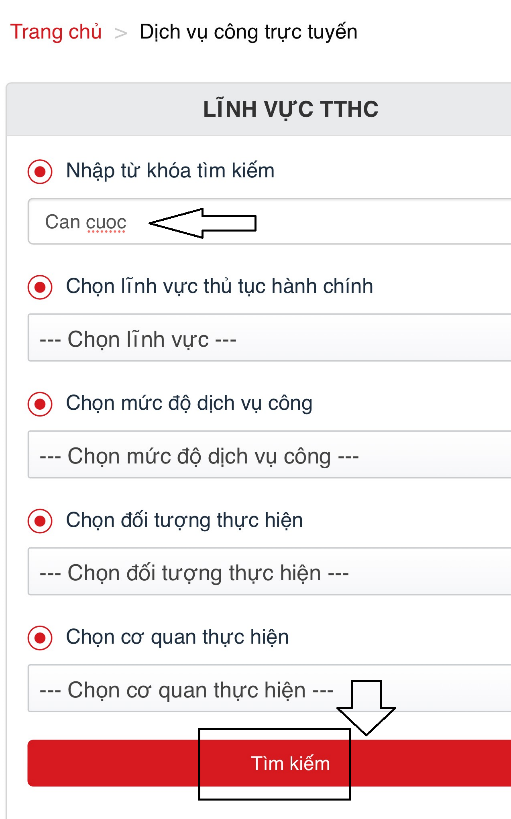 Trang chủ > Dịch vụ công trực tuyến
LĨNH VỰC TTHC
Nhập từ khóa tìm kiếm
Can cuoc
Chọn lĩnh vực thủ tục hành chính
--- Chọn lĩnh vực ---
Chọn mức độ dịch vụ công
--- Chọn mức độ dịch vụ công ---
Chọn đối tượng thực hiện
--- Chọn đối tượng thực hiện ---
Chọn cơ quan thực hiện
--- Chọn cơ quan thực hiện ---
Tìm kiếm